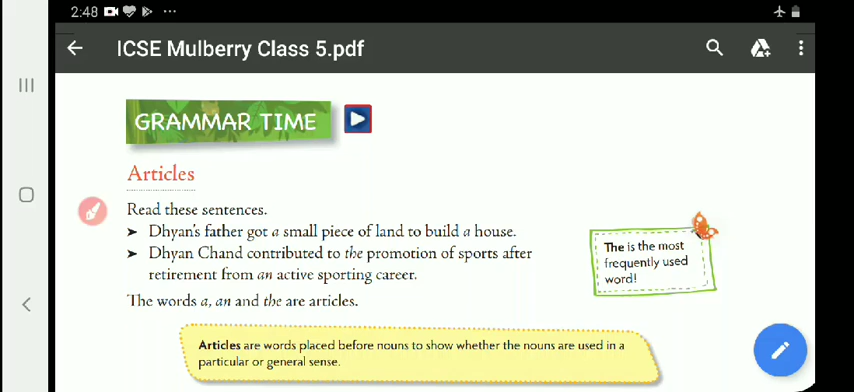 2:48
ICSE Mulberry Class 5.pdf
GRAMMAR TIME
Articles
Read these sentences.
➤ Dhyan's father got a small piece of land to build a house.
➤ Dhyan Chand contributed to the promotion of sports after
retirement from an active sporting career.
The words a, an and the are articles.
The is the most
frequently used
word!
Articles are words placed before nouns to show whether the nouns are used in a
particular or general sense.